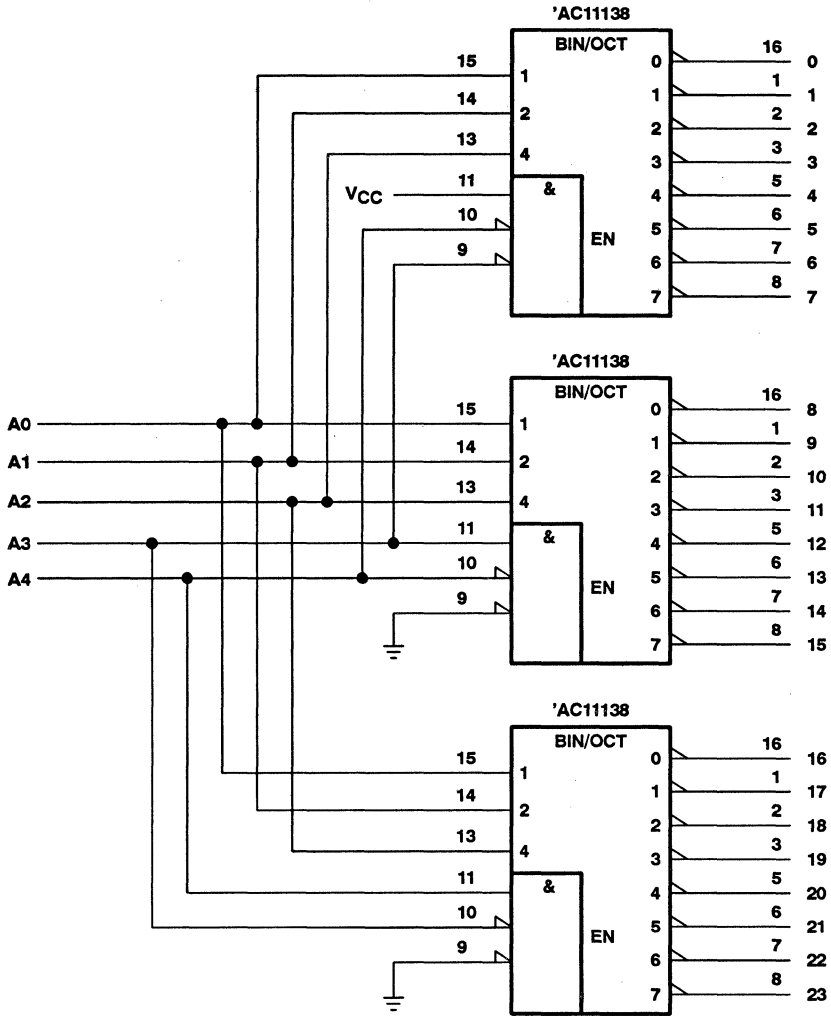 'AC11138
BIN/OCT
15 1 0 16 0
1 1 1
14 2 2 2 2
13 4 3 3 3
VCC 11 & 4 5 4
10 EN 5 6 5
9 6 7 6
7 8 7
'AC11138
BIN/OCT
A0 15 1 0 16 8
1 1 9
A1 14 2 2 2 10
A2 13 4 3 3 11
A3 11 & 4 5 12
A4 10 EN 5 6 13
9 6 7 14
7 8 15
'AC11138
BIN/OCT
15 1 0 16 16
1 1 17
14 2 2 2 18
13 4 3 3 19
11 & 4 5 20
10 EN 5 6 21
9 6 7 22
7 8 23